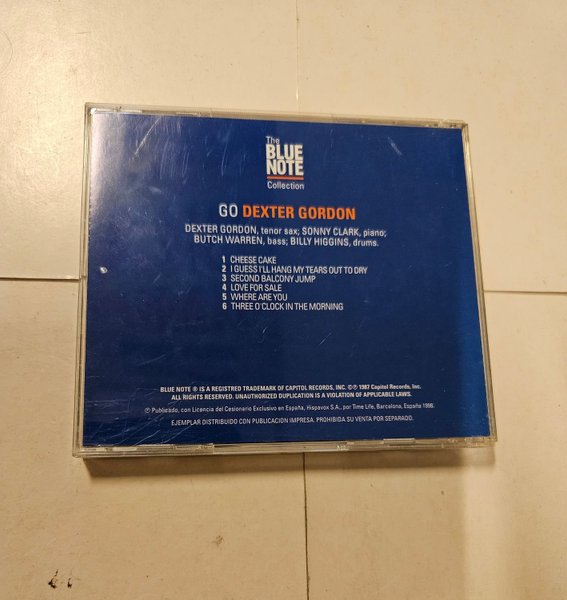 The
BLUE
NOTE
Collection
GO DEXTER GORDON
DEXTER GORDON, tenor sax; SONNY CLARK, piano;
BUTCH WARREN, bass; BILLY HIGGINS, drums.
1 CHEESE CAKE
2 I GUESS I'LL HANG MY TEARS OUT TO DRY
3 SECOND BALCONY JUMP
4 LOVE FOR SALE
5 WHERE ARE YOU
6 THREE O'CLOCK IN THE MORNING
BLUE NOTE ® IS A REGISTRED TRADEMARK OF CAPITOL RECORDS, INC. ©℗ 1987 Capitol Records, Inc.
ALL RIGHTS RESERVED. UNAUTHORIZED DUPLICATION IS A VIOLATION OF APPLICABLE LAWS.
℗ Publicado, con Licencia del Cesionario Exclusivo en España, Hispavox S.A., por Time Life, Barcelona, España 1998.
EJEMPLAR DISTRIBUIDO CON PUBLICACION IMPRESA. PROHIBIDA SU VENTA POR SEPARADO.